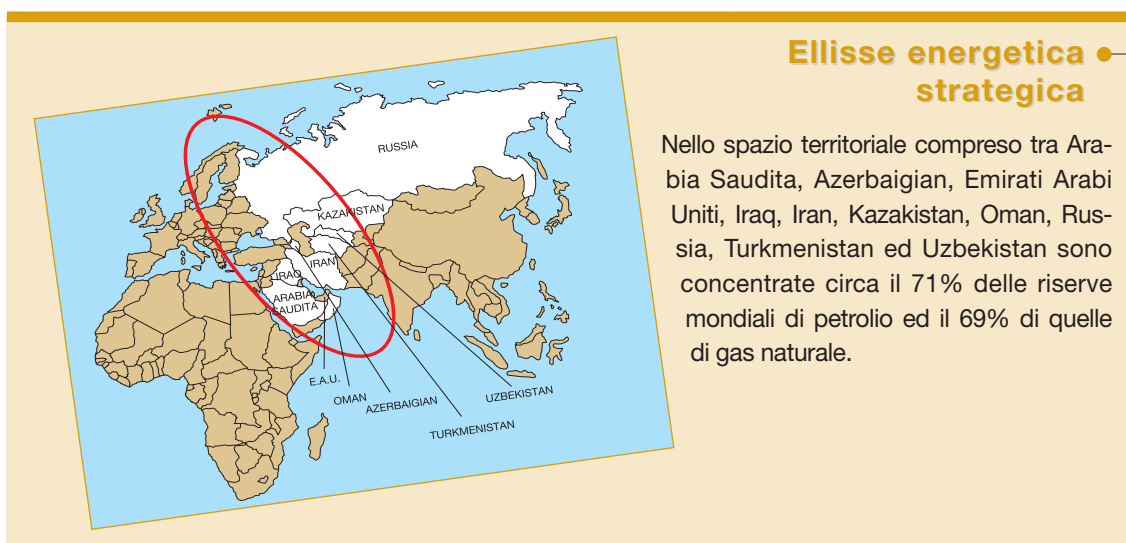 Ellisse energetica
strategica
Nello spazio territoriale compreso tra Ara-
bia Saudita, Azerbaigian, Emirati Arabi
Uniti, Iraq, Iran, Kazakistan, Oman, Rus-
sia, Turkmenistan ed Uzbekistan sono
concentrate circa il 71% delle riserve
mondiali di petrolio ed il 69% di quelle
di gas naturale.
RUSSIA
KAZAKISTAN
IRAN
IRAQ
ARABIA
SAUDITA
E.A.U.
OMAN
AZERBAIGIAN
UZBEKISTAN
TURKMENISTAN